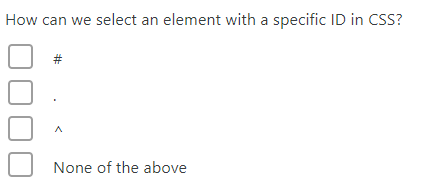 How can we select an element with a specific ID in CSS?
#
.
^
None of the above